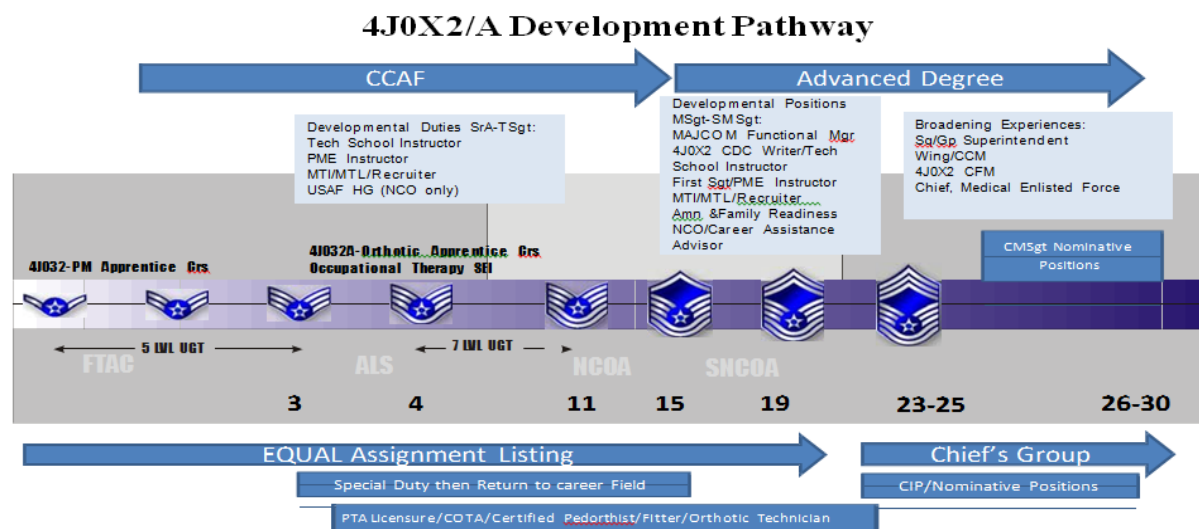 4J0X2/A Development Pathway
CCAF
Advanced Degree
Developmental Duties SrA-TSgt:
Tech School Instructor
PME Instructor
MTI/MTL/Recruiter
USAF HG (NCO only)
Developmental Positions
MSgt-SMSgt:
MAJCOM Functional Mgr
4J0X2 CDC Writer/Tech
School Instructor
First Sgt/PME Instructor
MTI/MTL/Recruiter
Amn &Family Readiness
NCO/Career Assistance
Advisor
Broadening Experiences:
Sq/Gp Superintendent
Wing/CCM
4J0X2 CFM
Chief, Medical Enlisted Force
CMSgt Nominative
Positions
4J032-PM Apprentice Crs
4J032A-Orthotic Apprentice Crs
Occupational Therapy SEI
5 LVL UGT
7 LVL UGT
FTAC
ALS
NCOA
SNCOA
3
4
11
15
19
23-25
26-30
EQUAL Assignment Listing
Chief's Group
Special Duty then Return to career Field
CIP/Nominative Positions
PTA Licensure/COTA/Certified Pedorthist/Fitter/Orthotic Technician